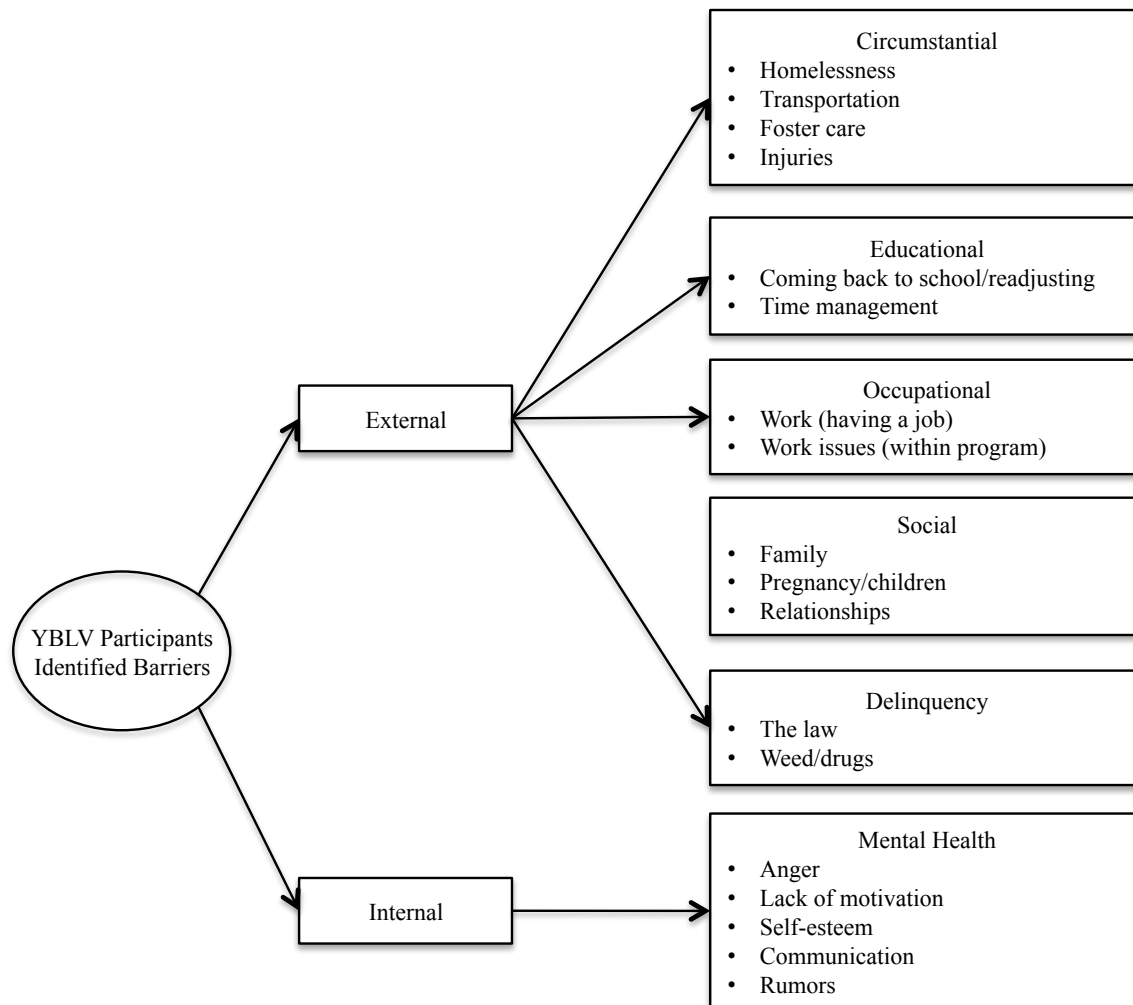 Circumstantial
• Homelessness
• Transportation
• Foster care
• Injuries
Educational
• Coming back to school/readjusting
• Time management
External
Occupational
• Work (having a job)
• Work issues (within program)
Social
• Family
• Pregnancy/children
• Relationships
YBLV Participants
Identified Barriers
Delinquency
• The law
• Weed/drugs
Internal
Mental Health
• Anger
• Lack of motivation
• Self-esteem
• Communication
• Rumors